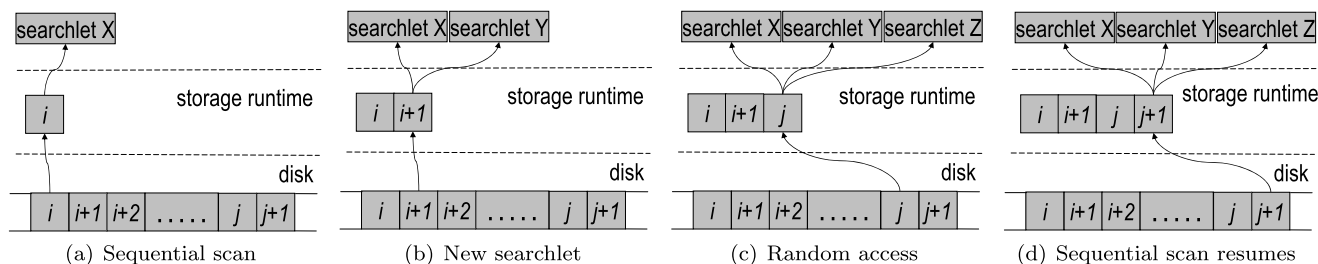 searchlet X
storage runtime
i
disk
i i+1 i+2 ..... j j+1
(a) Sequential scan
searchlet X searchlet Y
storage runtime
i i+1
disk
i i+1 i+2 ..... j j+1
(b) New searchlet
searchlet X searchlet Y searchlet Z
storage runtime
i i+1 j
disk
i i+1 i+2 ..... j j+1
(c) Random access
searchlet X searchlet Y searchlet Z
storage runtime
i i+1 j j+1
disk
i i+1 i+2 ..... j j+1
(d) Sequential scan resumes